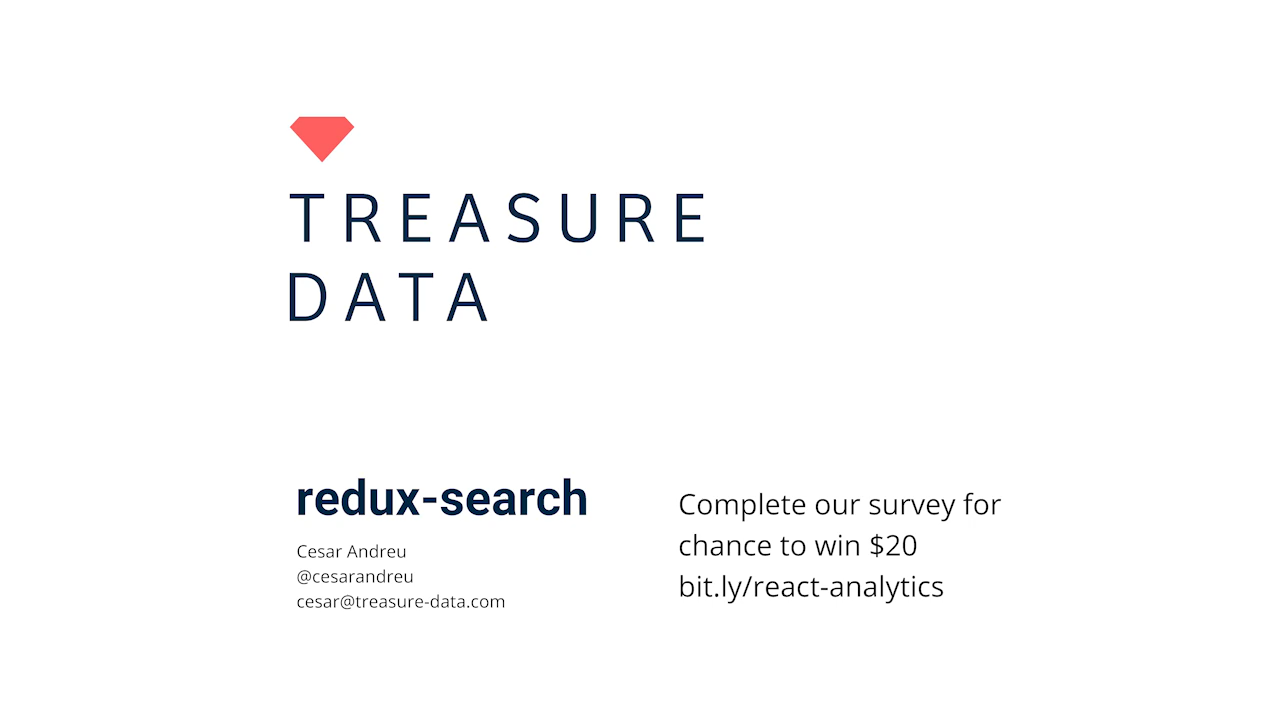 TREASURE
DATA
redux-search
Cesar Andreu
@cesarandreu
cesar@treasure-data.com
Complete our survey for
chance to win $20
bit.ly/react-analytics